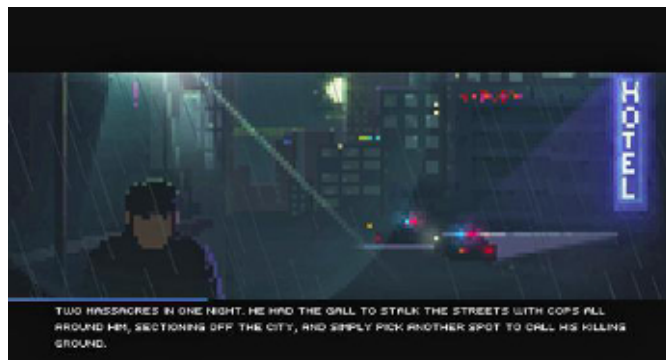 HOTEL
TWO MASSACRES IN ONE NIGHT. HE HAD THE GALL TO STALK THE STREETS WITH COPS ALL
AROUND HIM, SECTIONING OFF THE CITY, AND SIMPLY PICK ANOTHER SPOT TO CALL HIS KILLING
GROUND.